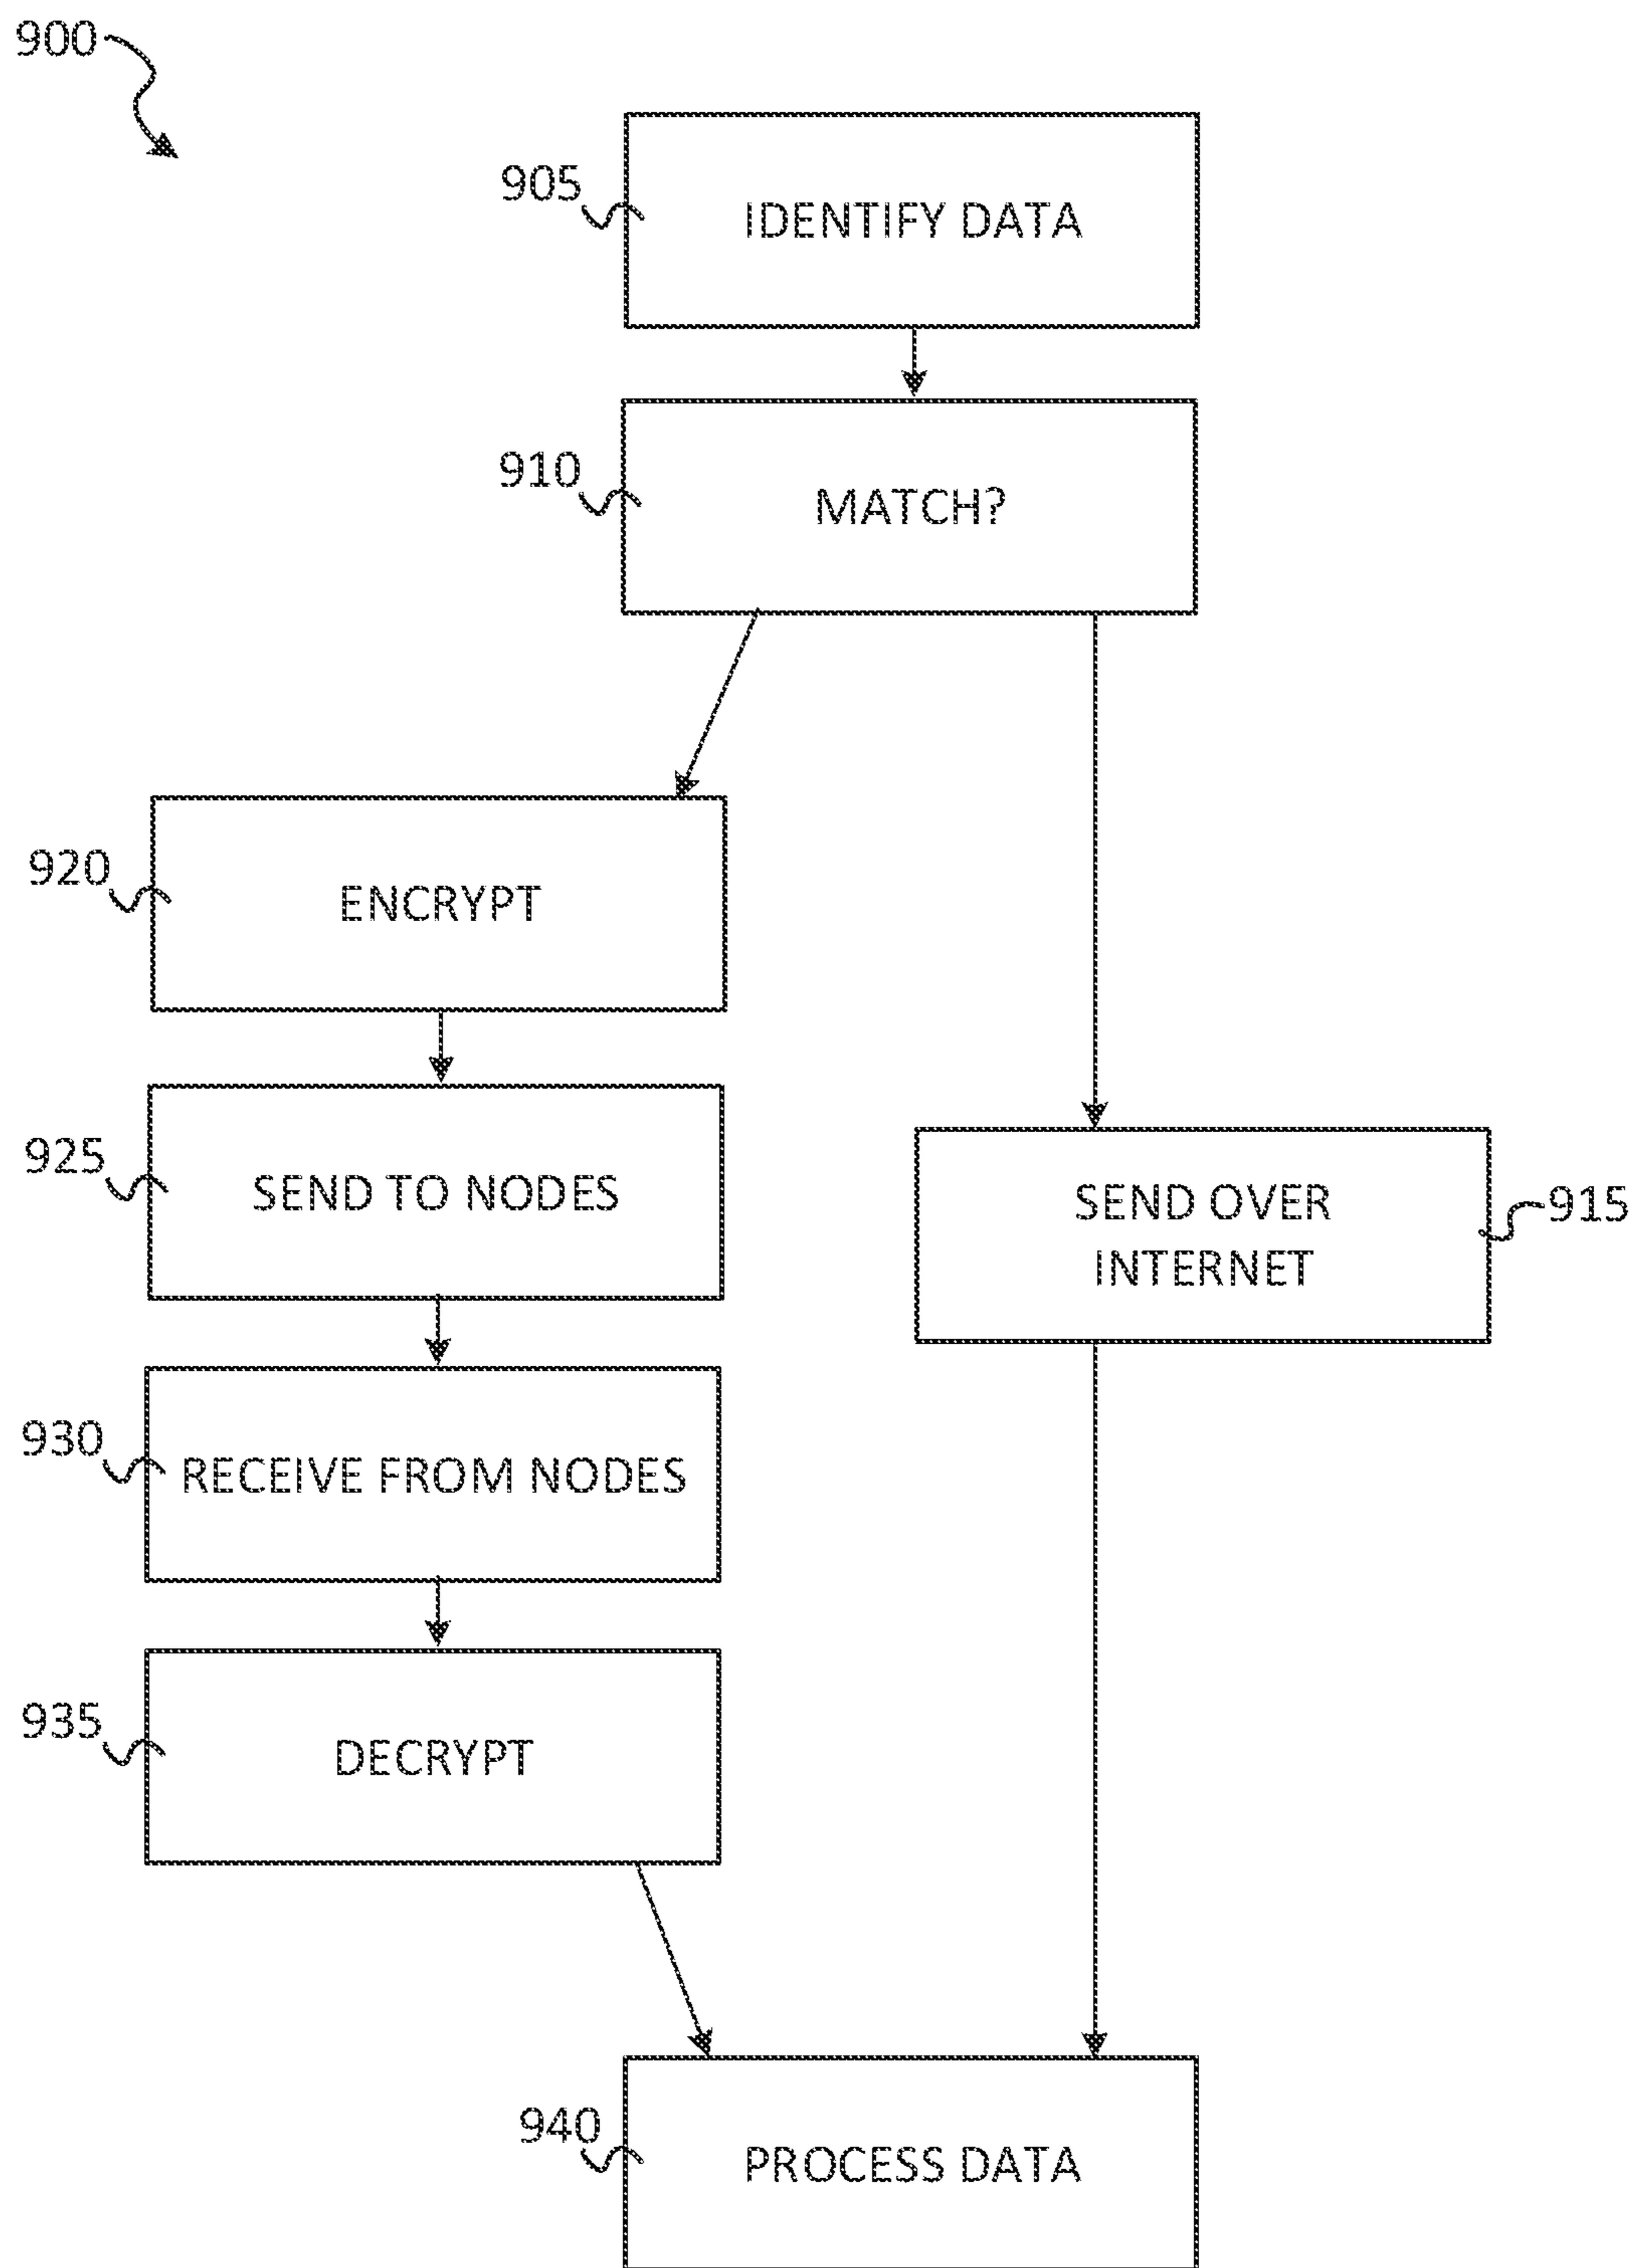 900
905
IDENTIFY DATA
910
MATCH?
920
ENCRYPT
925
SEND TO NODES
SEND OVER
INTERNET
915
930
RECEIVE FROM NODES
935
DECRYPT
940
PROCESS DATA